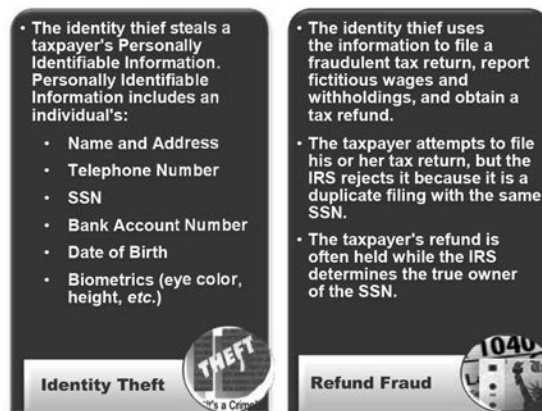 • The identity thief steals a
taxpayer's Personally
Identifiable Information.
Personally Identifiable
Information includes an
individual's:
• Name and Address
• Telephone Number
• SSN
• Bank Account Number
• Date of Birth
• Biometrics (eye color,
height, etc.)
THEFT
It's a Crime
Identity Theft
• The identity thief uses
the information to file a
fraudulent tax return, report
fictitious wages and
withholdings, and obtain a
tax refund.
• The taxpayer attempts to file
his or her tax return, but the
IRS rejects it because it is a
duplicate filing with the same
SSN.
• The taxpayer's refund is
often held while the IRS
determines the true owner
of the SSN.
1040
Refund Fraud